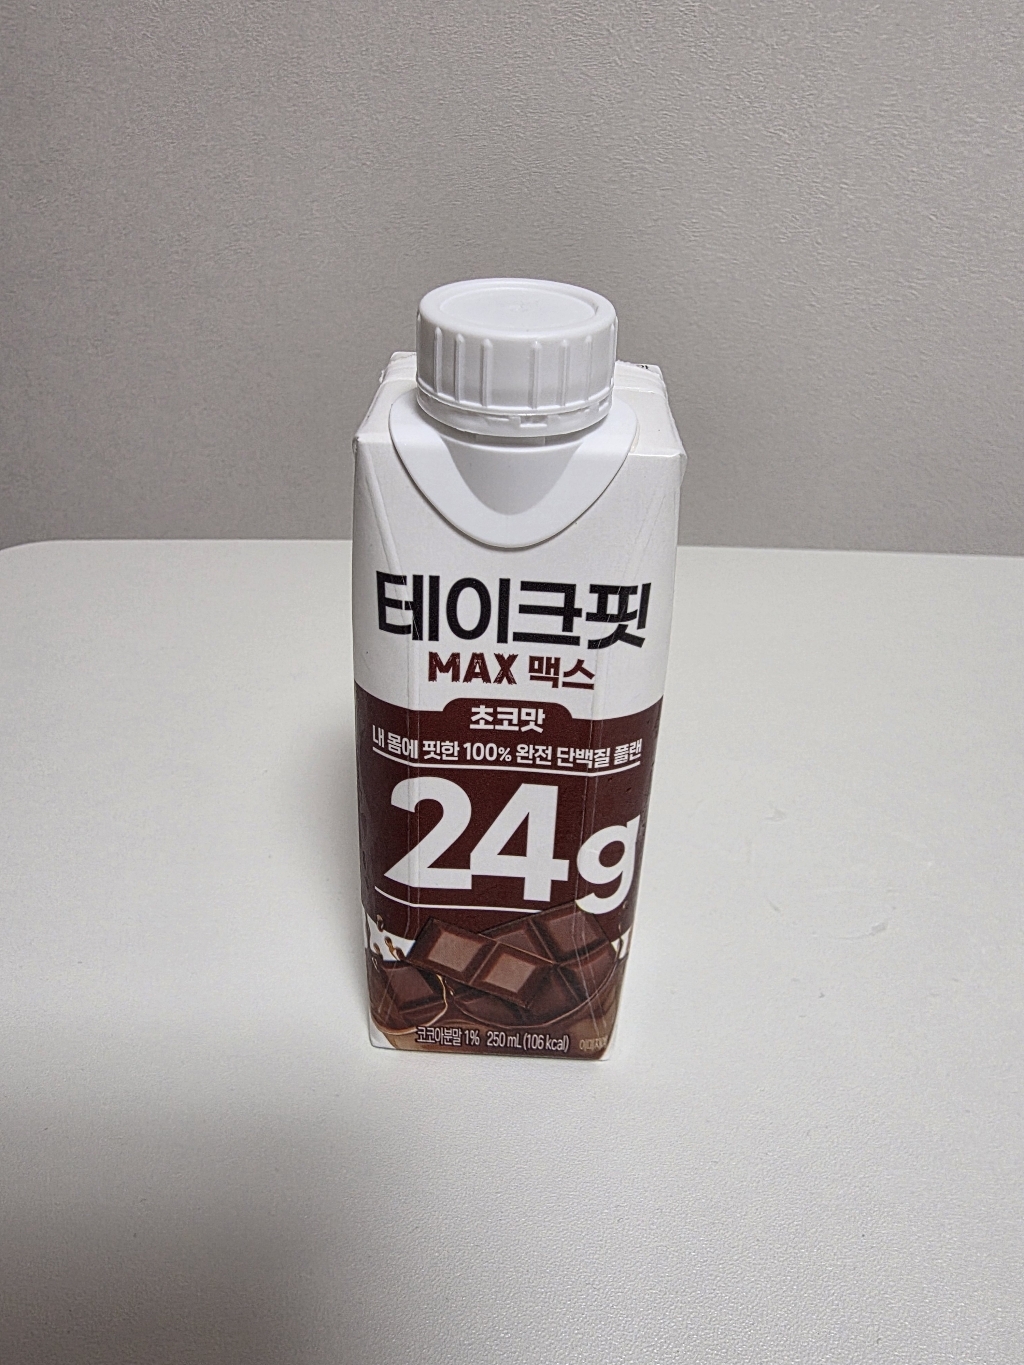 테이크핏
MAX 맥스
초코맛
내 몸에 핏한 100% 완전 단백질 플랜
24g
코코아분말 1% 250 mL (106 kcal)